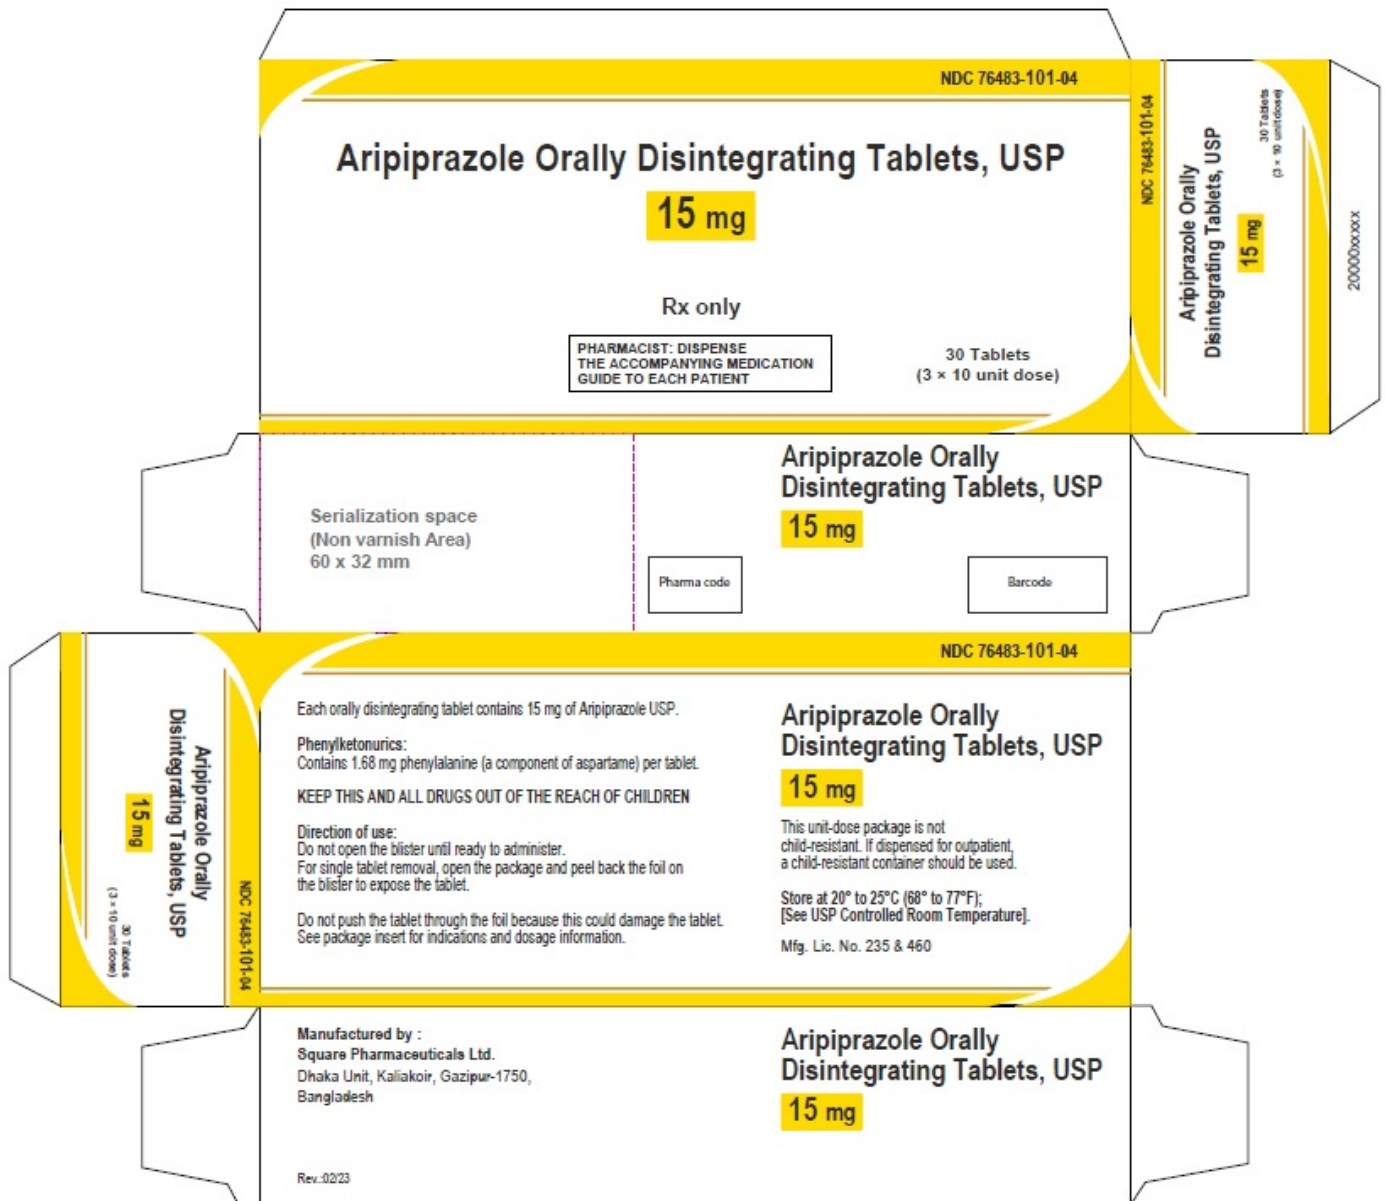 NDC 76483-101-04
Aripiprazole Orally Disintegrating Tablets, USP
15 mg
Rx only
PHARMACIST: DISPENSE
THE ACCOMPANYING MEDICATION
GUIDE TO EACH PATIENT
30 Tablets
(3 × 10 unit dose)
NDC 76483-101-04
Aripiprazole Orally
Disintegrating Tablets, USP
15 mg
30 Tablets
(3 × 10 unit dose)
20000xxxxx
Serialization space
(Non varnish Area)
60 x 32 mm
Pharma code
Aripiprazole Orally
Disintegrating Tablets, USP
15 mg
Barcode
NDC 76483-101-04
Each orally disintegrating tablet contains 15 mg of Aripiprazole USP.
Phenylketonurics:
Contains 1.68 mg phenylalanine (a component of aspartame) per tablet.
KEEP THIS AND ALL DRUGS OUT OF THE REACH OF CHILDREN
Direction of use:
Do not open the blister until ready to administer.
For single tablet removal, open the package and peel back the foil on
the blister to expose the tablet.
Do not push the tablet through the foil because this could damage the tablet.
See package insert for indications and dosage information.
Aripiprazole Orally
Disintegrating Tablets, USP
15 mg
This unit-dose package is not
child-resistant. If dispensed for outpatient,
a child-resistant container should be used.
Store at 20° to 25°C (68° to 77°F);
[See USP Controlled Room Temperature].
Mfg. Lic. No. 235 & 460
NDC 76483-101-04
Aripiprazole Orally
Disintegrating Tablets, USP
15 mg
30 Tablets
(3 × 10 unit dose)
Manufactured by :
Square Pharmaceuticals Ltd.
Dhaka Unit, Kaliakoir, Gazipur-1750,
Bangladesh
Rev.:02/23
Aripiprazole Orally
Disintegrating Tablets, USP
15 mg